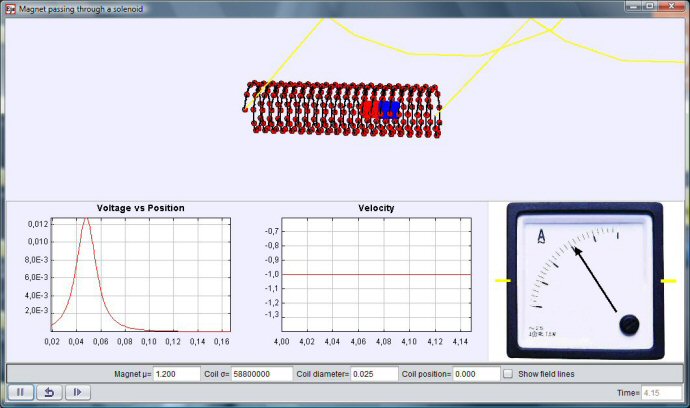 Magnet passing through a solenoid
Voltage vs Position
0,012
0,010
8,0E-3
6,0E-3
4,0E-3
2,0E-3
0,02 0,04 0,06 0,08 0,10 0,12 0,14 0,16
Velocity
-0,7
-0,8
-0,9
-1,0
-1,1
-1,2
-1,3
4,00 4,02 4,04 4,06 4,08 4,10 4,12 4,14
A
Magnet μ= 1.200 Coil σ= 58800000 Coil diameter= 0.025 Coil position= 0.000 Show field lines
Time= 4.15